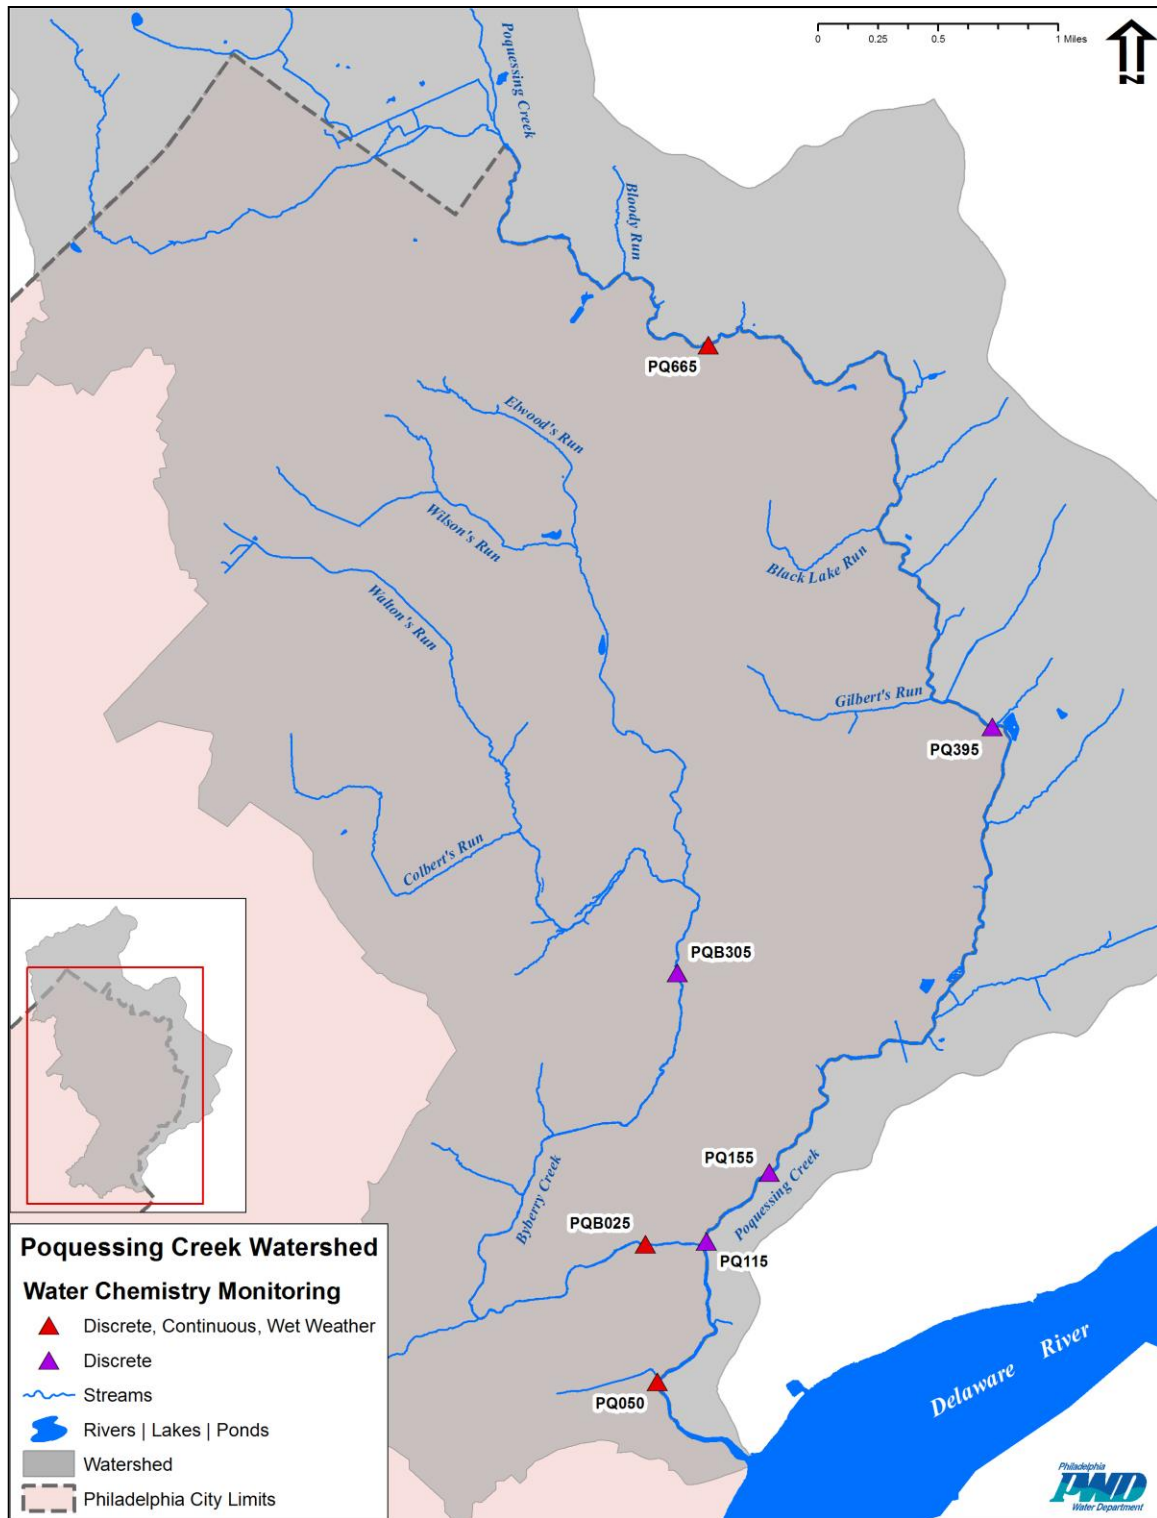 0 0.25 0.5 1 Miles
N
Poquessing Creek
Bloody Run
PQ665
Elwood's Run
Wilson's Run
Black Lake Run
Walton's Run
Gilbert's Run
PQ395
Colbert's Run
PQB305
PQ155
Poquessing Creek
Byberry Creek
PQB025
PQ115
PQ050
Delaware River
Poquessing Creek Watershed
Water Chemistry Monitoring
Discrete, Continuous, Wet Weather
Discrete
Streams
Rivers | Lakes | Ponds
Watershed
Philadelphia City Limits
Philadelphia
PWD
Water Department